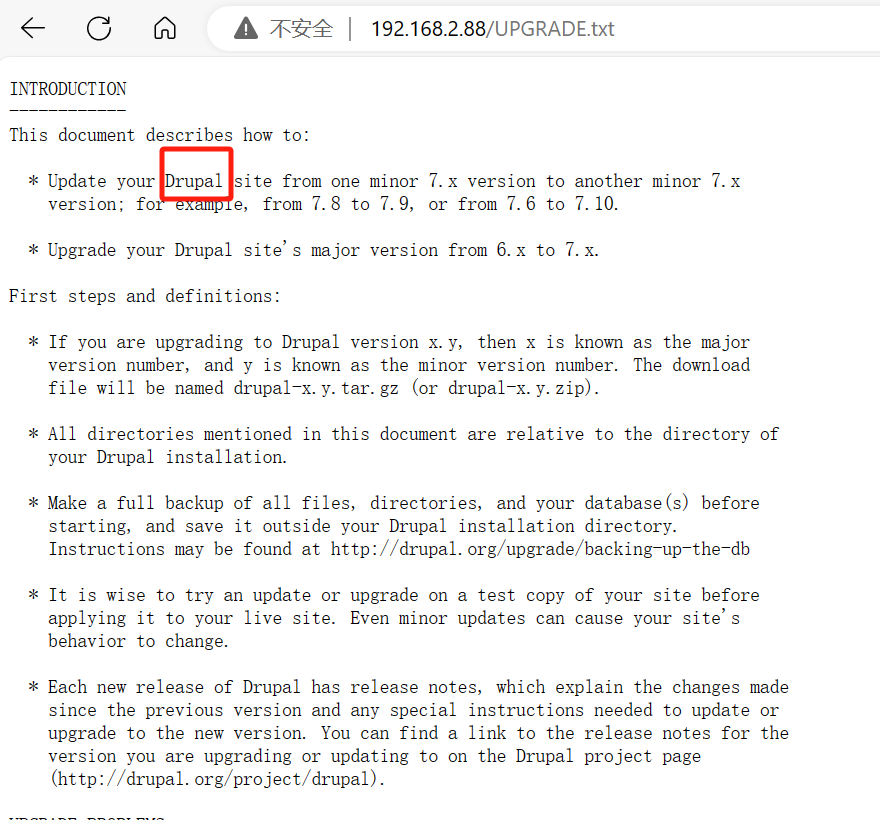 不安全 | 192.168.2.88/UPGRADE.txt
INTRODUCTION
------------
This document describes how to:
* Update your Drupal site from one minor 7.x version to another minor 7.x
version; for example, from 7.8 to 7.9, or from 7.6 to 7.10.
* Upgrade your Drupal site's major version from 6.x to 7.x.
First steps and definitions:
* If you are upgrading to Drupal version x.y, then x is known as the major
version number, and y is known as the minor version number. The download
file will be named drupal-x.y.tar.gz (or drupal-x.y.zip).
* All directories mentioned in this document are relative to the directory of
your Drupal installation.
* Make a full backup of all files, directories, and your database(s) before
starting, and save it outside your Drupal installation directory.
Instructions may be found at http://drupal.org/upgrade/backing-up-the-db
* It is wise to try an update or upgrade on a test copy of your site before
applying it to your live site. Even minor updates can cause your site's
behavior to change.
* Each new release of Drupal has release notes, which explain the changes made
since the previous version and any special instructions needed to update or
upgrade to the new version. You can find a link to the release notes for the
version you are upgrading or updating to on the Drupal project page
(http://drupal.org/project/drupal).
UPGRADE PROBLEMS